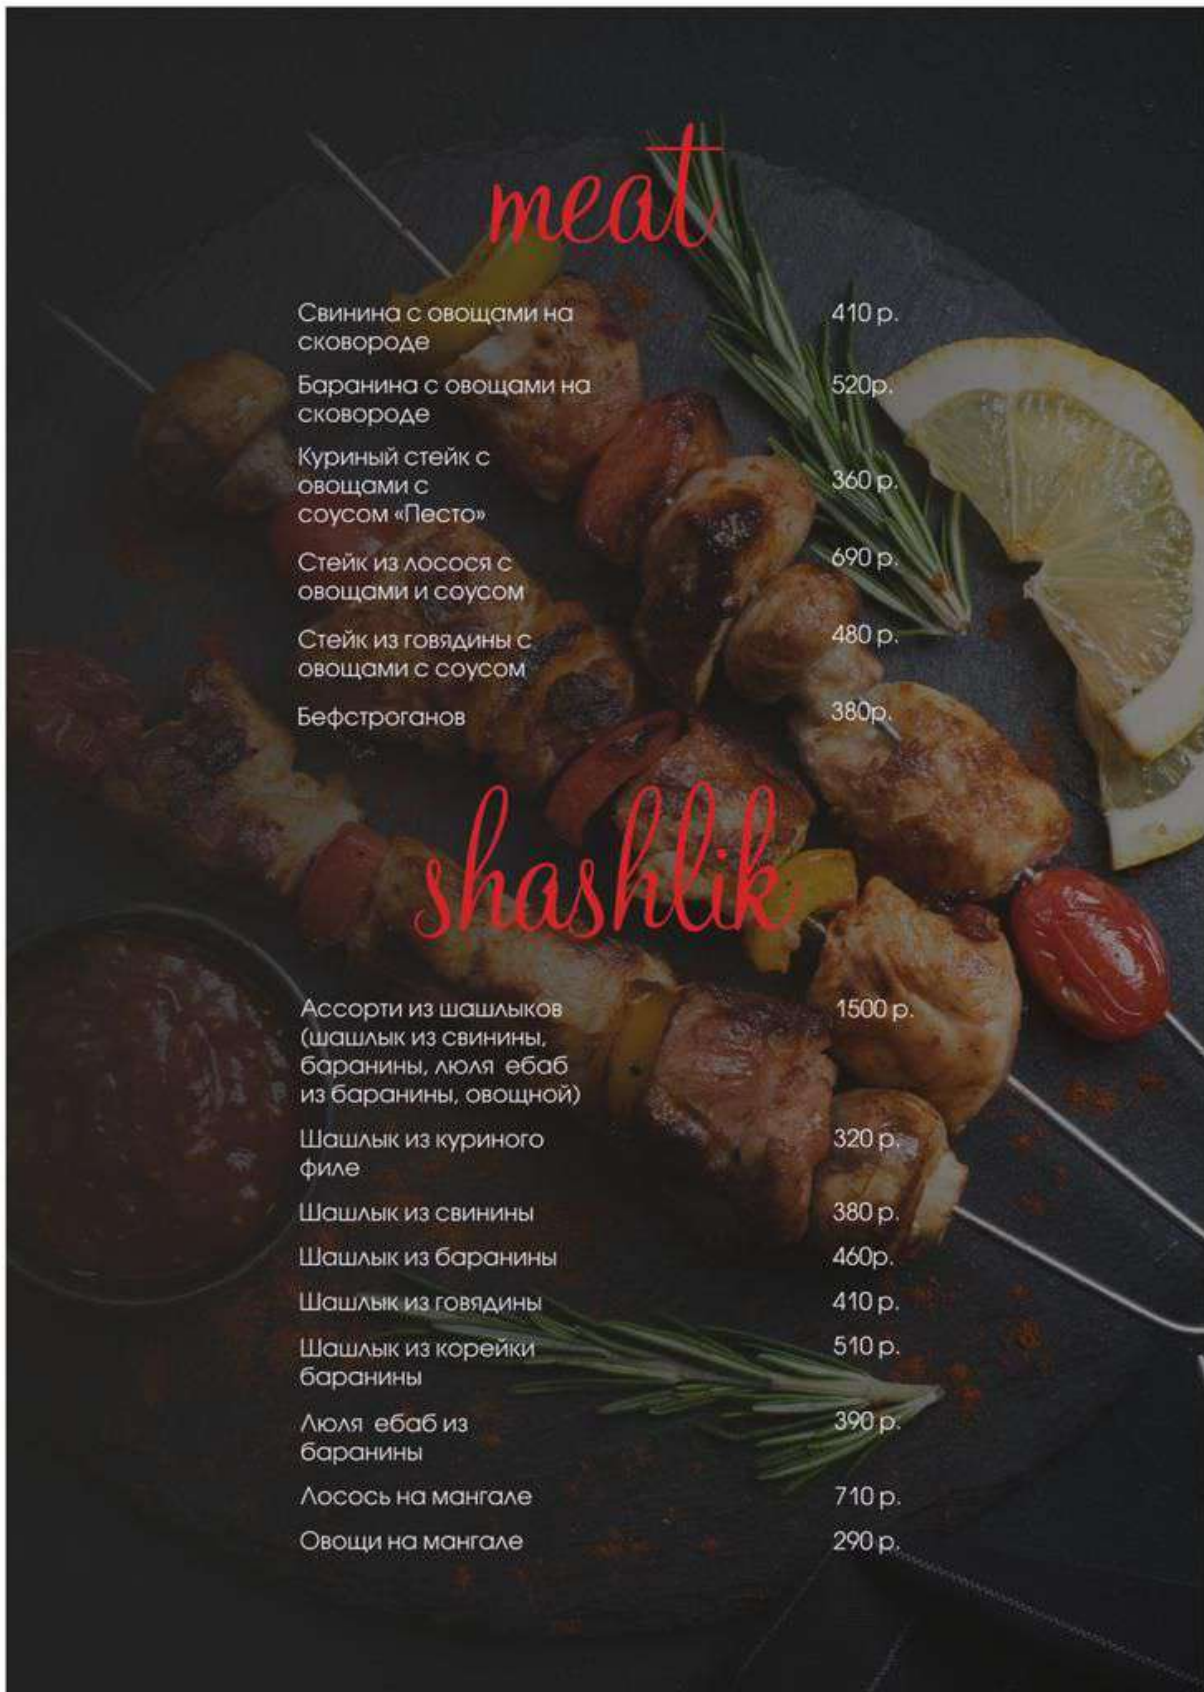 meat
Свинина с овощами на 410 р.
сковороде
Баранина с овощами на 520р.
сковороде
Куриный стейк с
овощами с 360 р.
соусом «Песто»
Стейк из лосося с 690 р.
овощами и соусом
Стейк из говядины с 480 р.
овощами с соусом
Бефстроганов 380р.
shashlik
Ассорти из шашлыков 1500 р.
(шашлык из свинины,
баранины, люля ебаб
из баранины, овощной)
Шашлык из куриного 320 р.
филе
Шашлык из свинины 380 р.
Шашлык из баранины 460р.
Шашлык из говядины 410 р.
Шашлык из корейки 510 р.
баранины
Люля ебаб из 390 р.
баранины
Лосось на мангале 710 р.
Овощи на мангале 290 р.